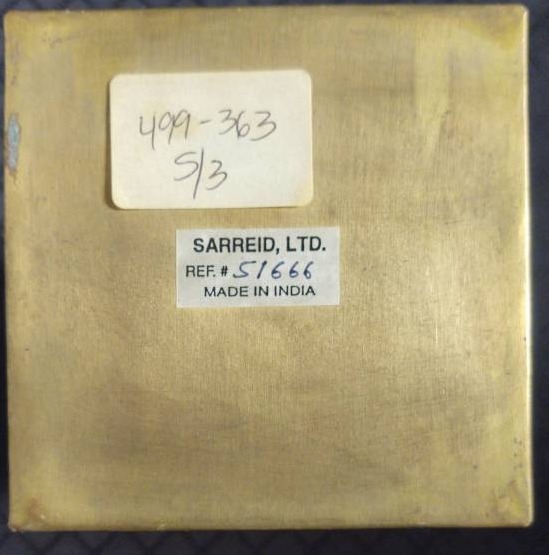 499-363
S/3
SARREID, LTD.
REF. # 51666
MADE IN INDIA